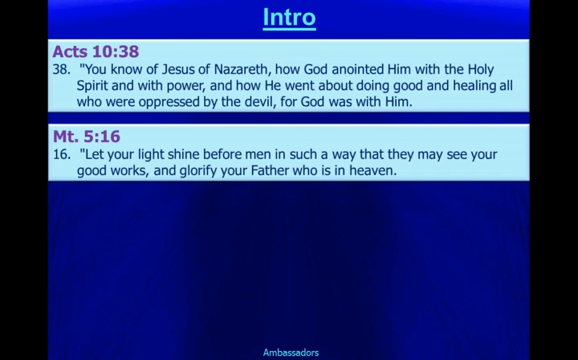 Intro
Acts 10:38
38. "You know of Jesus of Nazareth, how God anointed Him with the Holy
Spirit and with power, and how He went about doing good and healing all
who were oppressed by the devil, for God was with Him.
Mt. 5:16
16. "Let your light shine before men in such a way that they may see your
good works, and glorify your Father who is in heaven.
Ambassadors